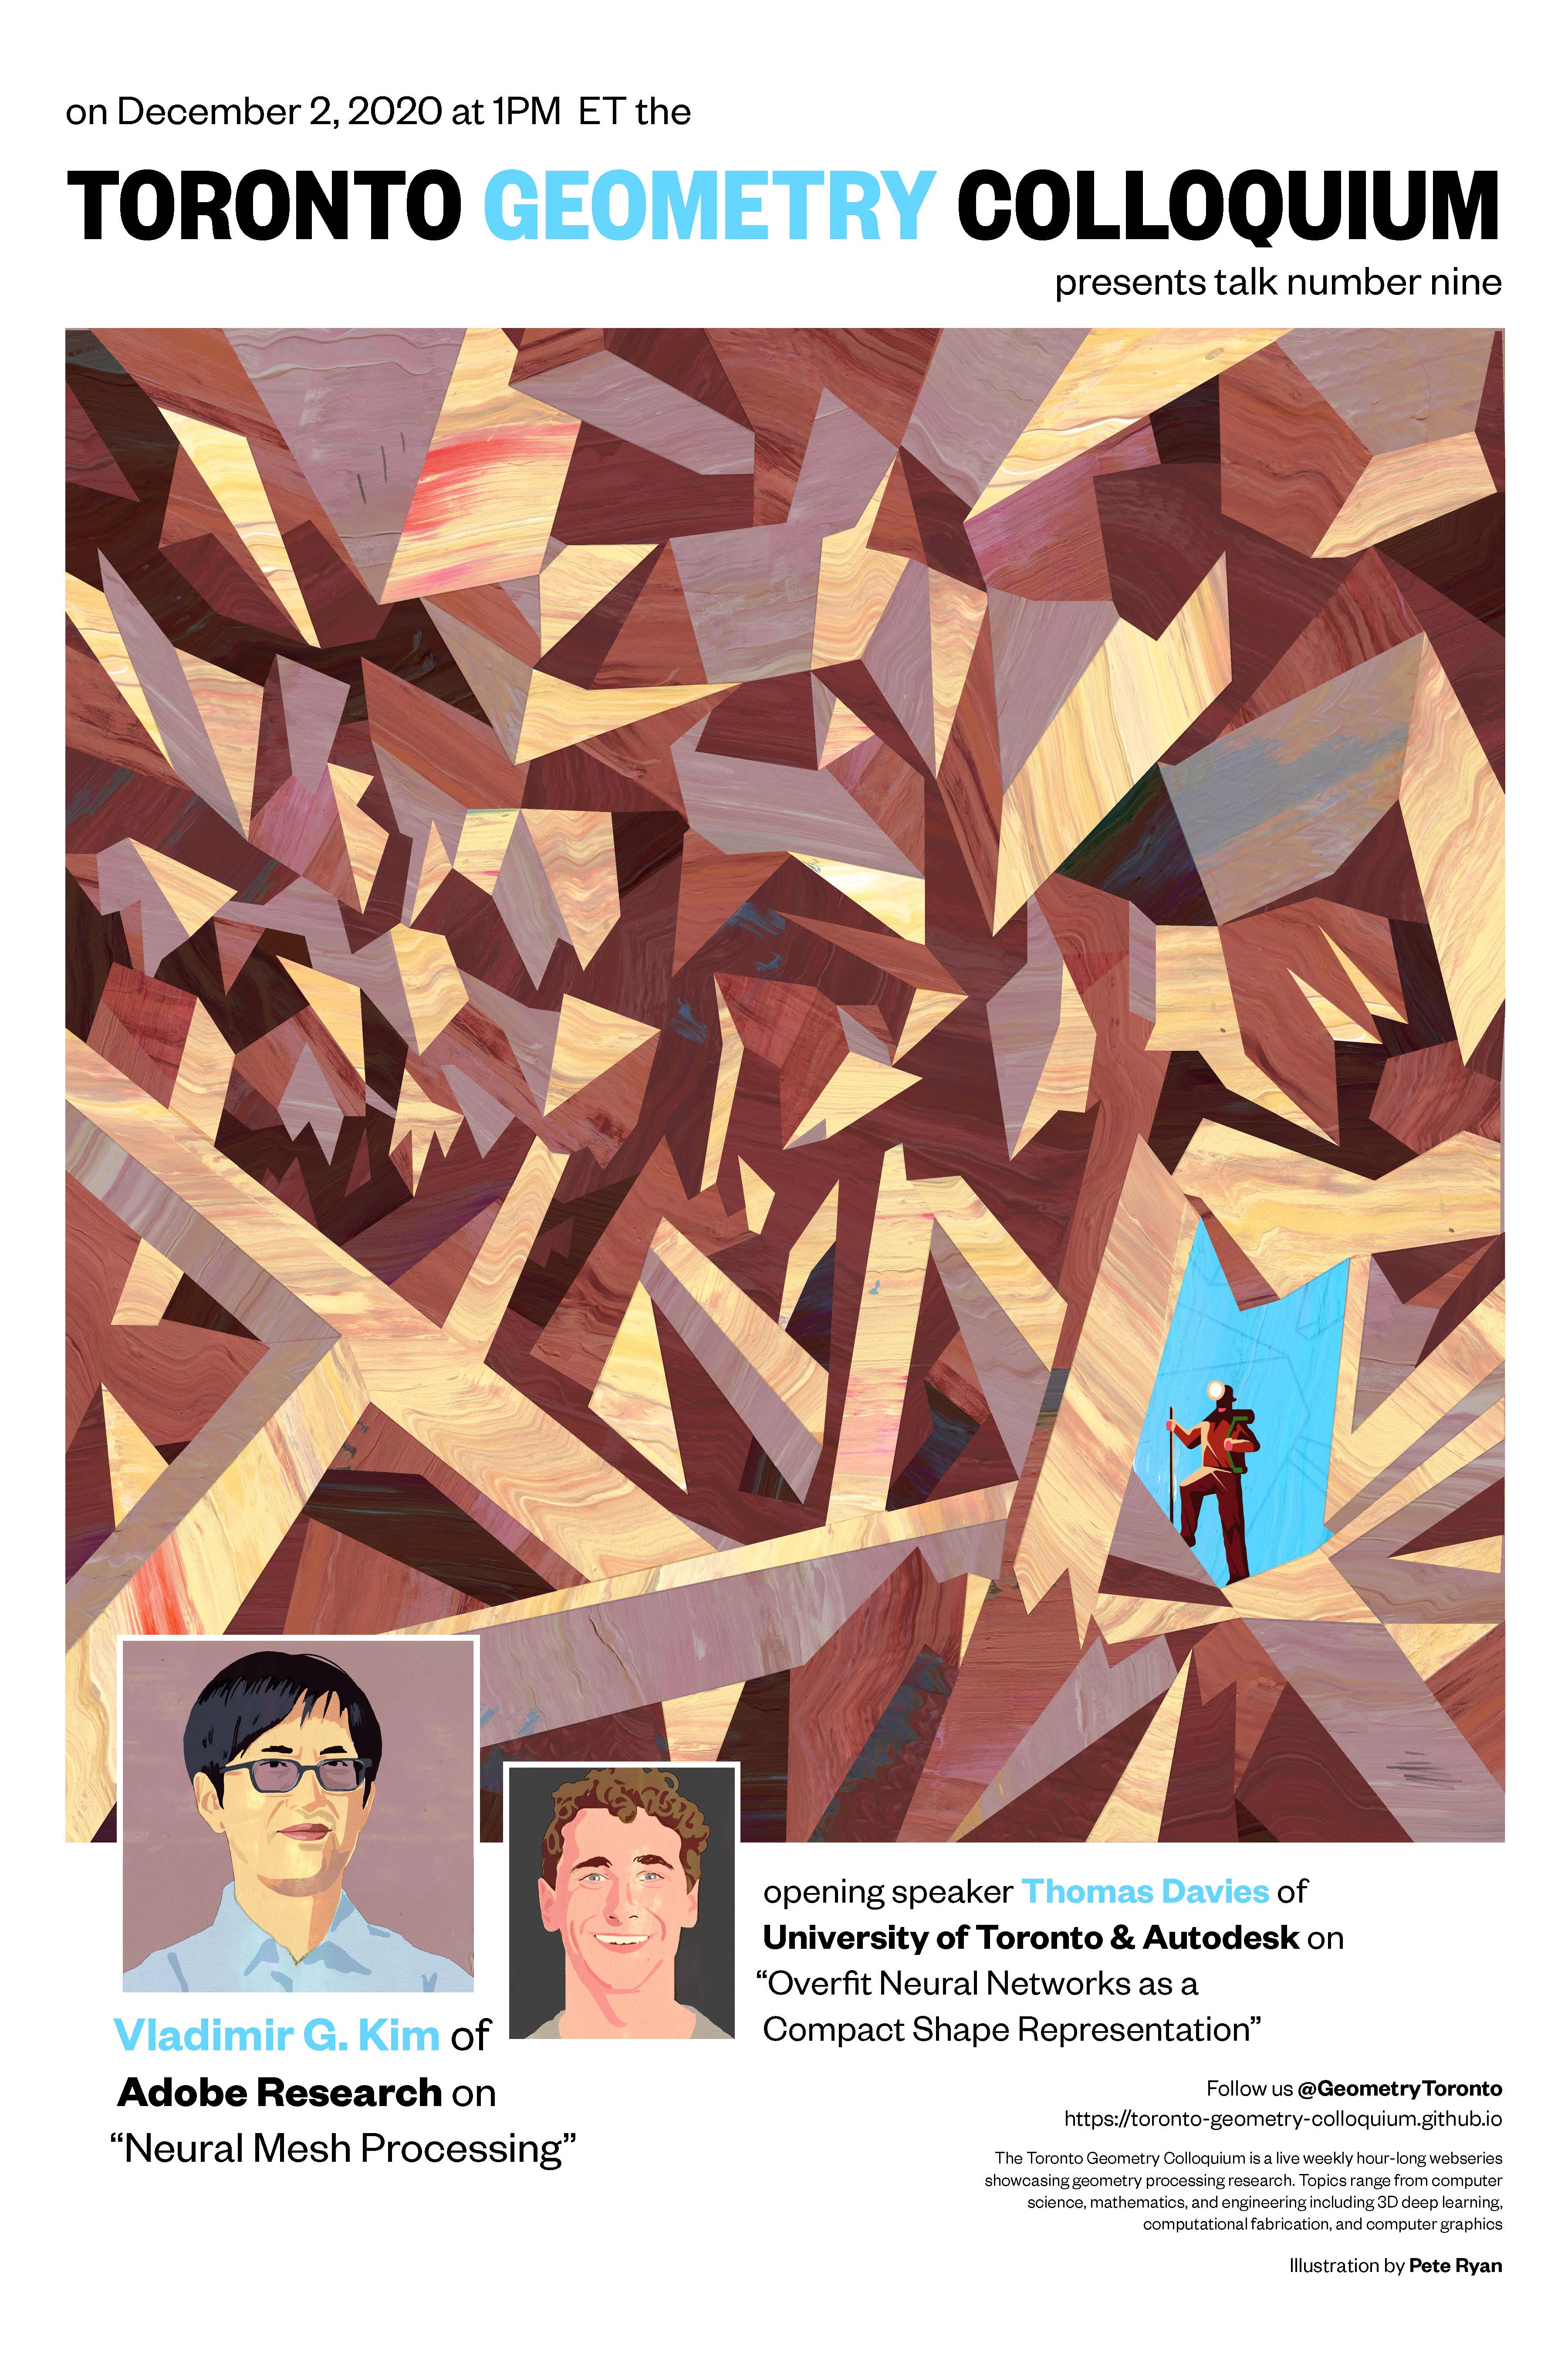 on December 2, 2020 at 1PM ET the
TORONTO GEOMETRY COLLOQUIUM
presents talk number nine
Vladimir G. Kim of
Adobe Research on
“Neural Mesh Processing”
opening speaker Thomas Davies of
University of Toronto & Autodesk on
“Overfit Neural Networks as a
Compact Shape Representation”
Follow us @GeometryToronto
https://toronto-geometry-colloquium.github.io
The Toronto Geometry Colloquium is a live weekly hour-long webseries
showcasing geometry processing research. Topics range from computer
science, mathematics, and engineering including 3D deep learning,
computational fabrication, and computer graphics
Illustration by Pete Ryan